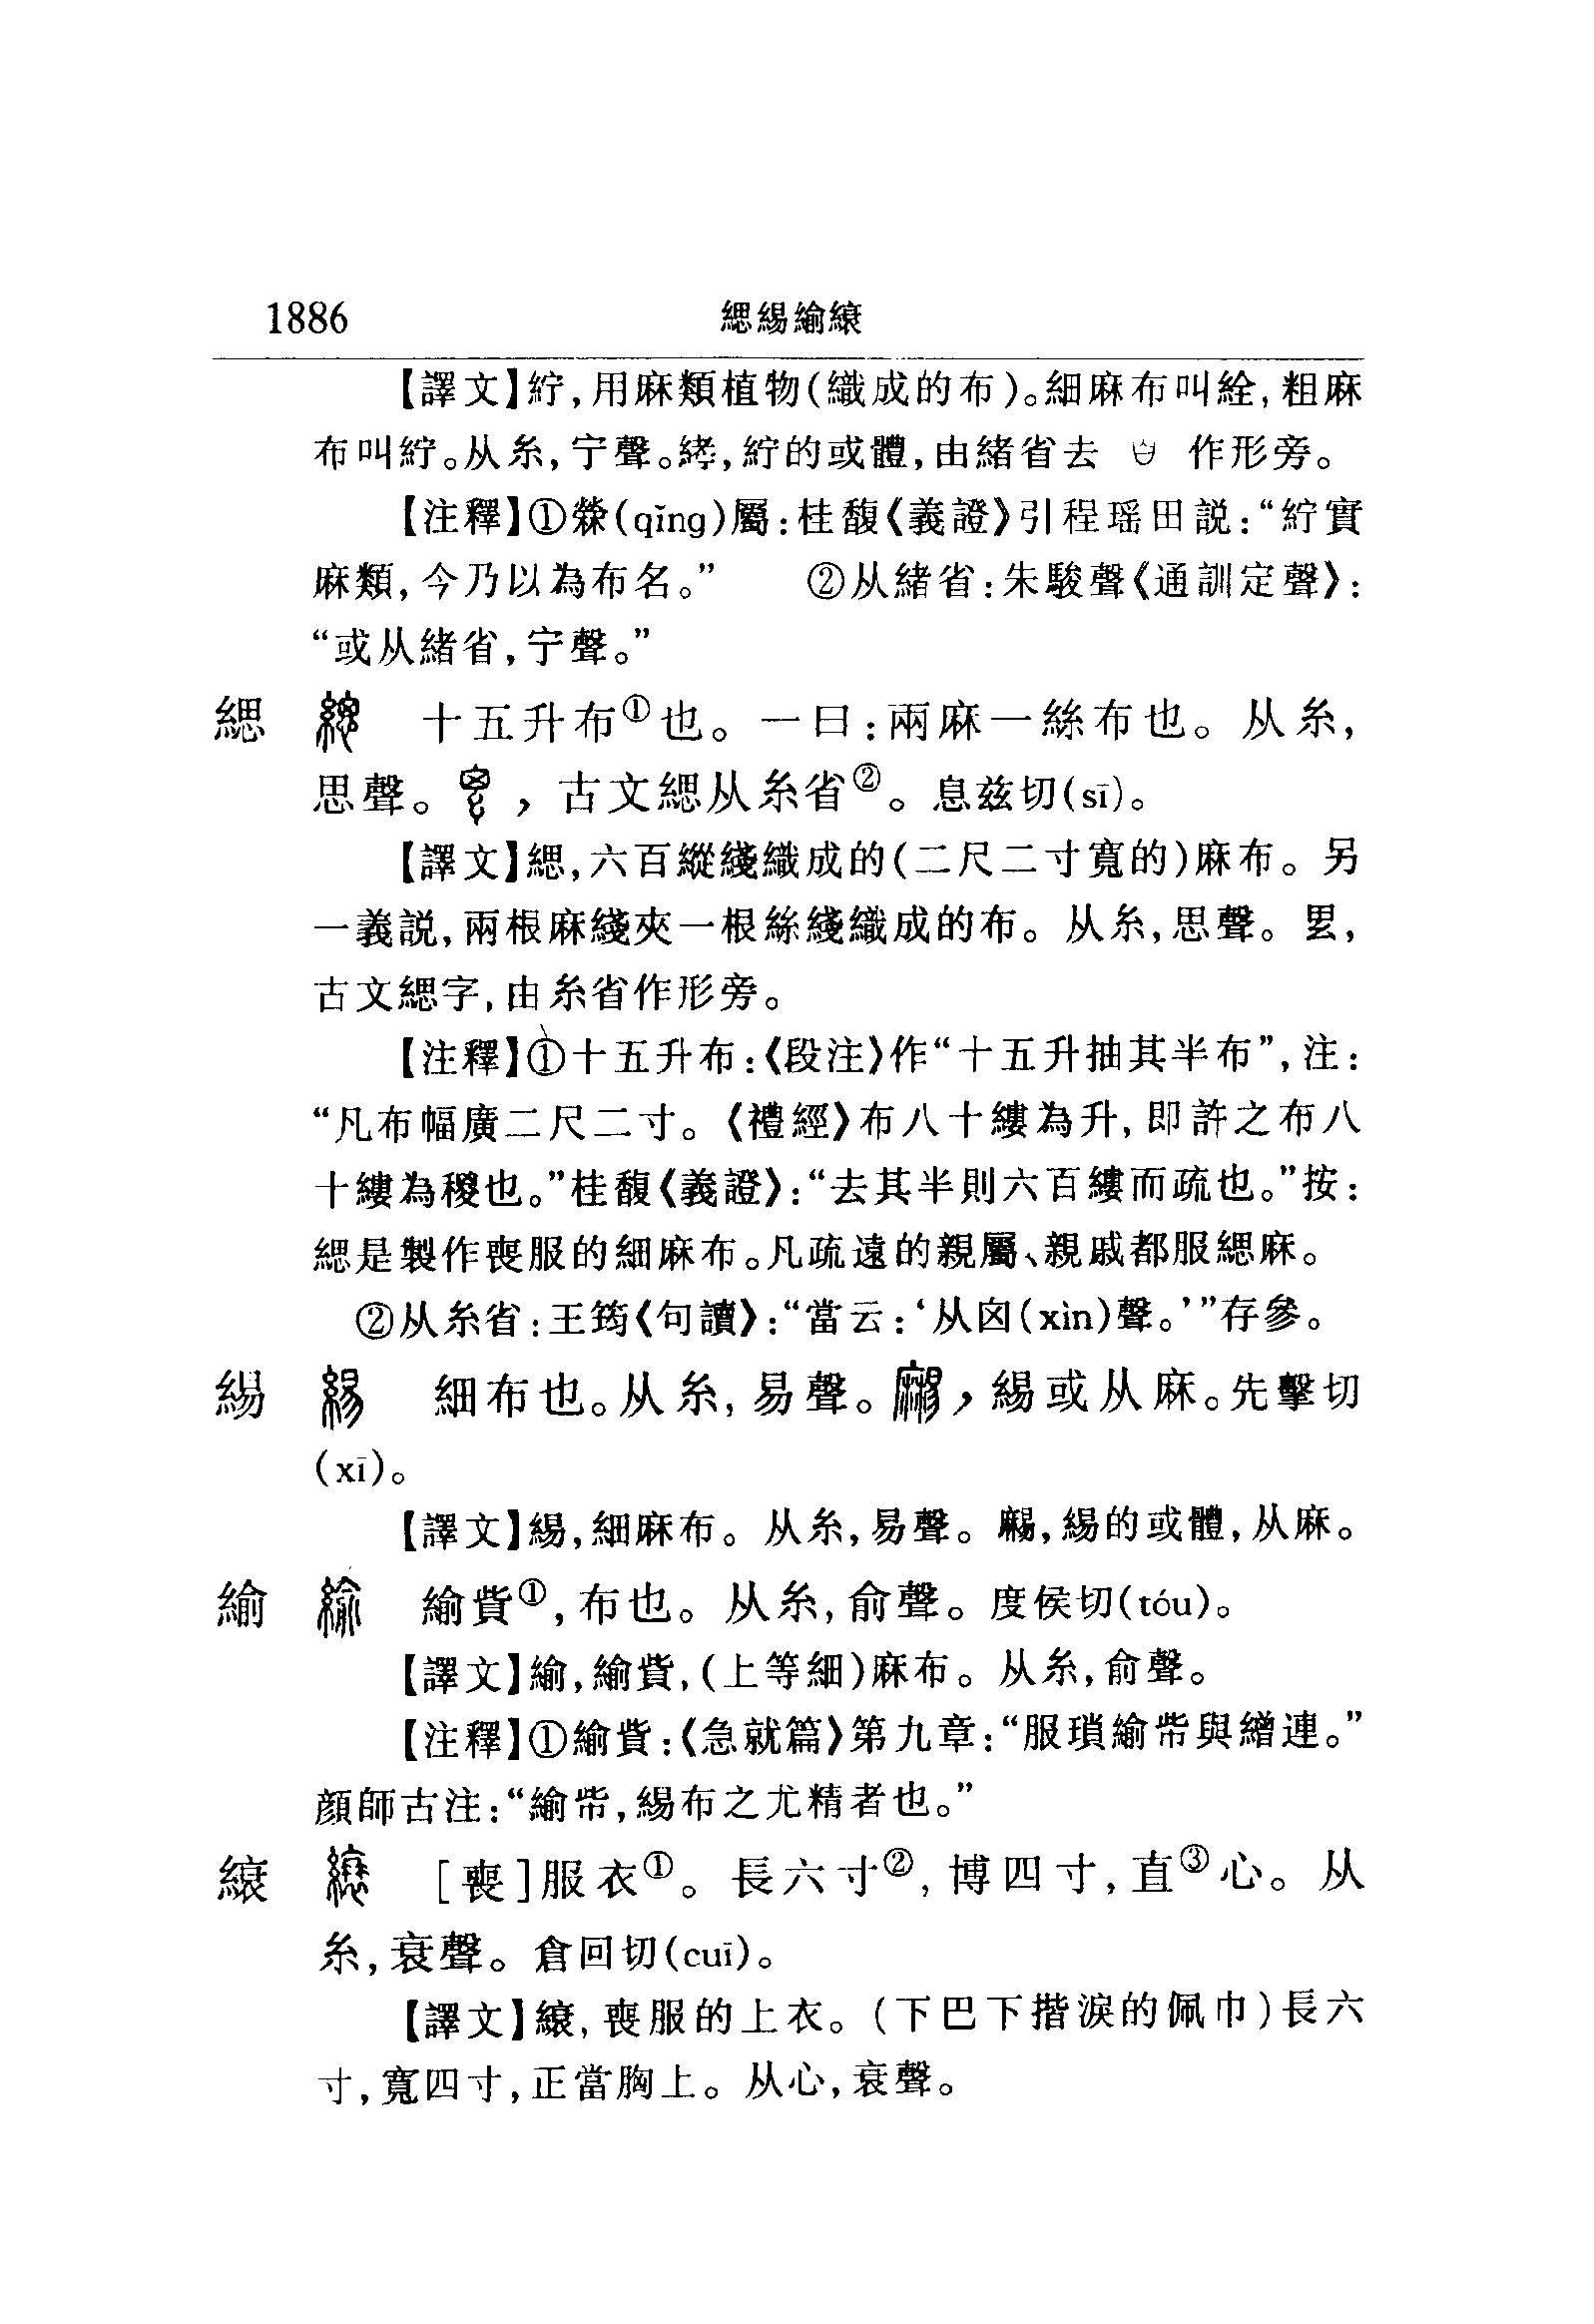 1886 緦緆緰縗
【譯文】紵，用麻類植物(織成的布)。細麻布叫絟，粗麻
布叫紵。从糸，宁聲。𦀓，紵的或體，由緒省去 作形旁。
【注釋】①檾(qǐng)屬：桂馥《義證》引程瑶田説：“紵實
麻類，今乃以為布名。” ②从緒省：朱駿聲《通訓定聲》：
“或从緒省，宁聲。”
緦 十五升布①也。一曰：兩麻一絲布也。从糸，
思聲。，古文緦从糸省②。息兹切(sī)。
【譯文】緦，六百縱綫織成的(二尺二寸寬的)麻布。另
一義説，兩根麻綫夾一根絲綫織成的布。从糸，思聲。，
古文緦字，由糸省作形旁。
【注釋】①十五升布：《段注》作“十五升抽其半布”，注：
“凡布幅廣二尺二寸。《禮經》布八十縷為升，即許之布八
十縷為稯也。”桂馥《義證》：“去其半則六百縷而疏也。”按：
緦是製作喪服的細麻布。凡疏遠的親屬、親戚都服緦麻。
②从糸省：王筠《句讀》：“當云：‘从囟(xìn)聲。’”存參。
緆 細布也。从糸，易聲。，緆或从麻。先擊切
(xī)。
【譯文】緆，細麻布。从糸，易聲。䴅，緆的或體，从麻。
緰 緰貲①，布也。从糸，俞聲。度侯切(tóu)。
【譯文】緰，緰貲，(上等細)麻布。从糸，俞聲。
【注釋】①緰貲：《急就篇》第九章：“服瑣緰帤與繒連。”
顔師古注：“緰帤，緆布之尤精者也。”
縗 [喪]服衣①。長六寸②，博四寸，直③心。从
糸，衰聲。倉回切(cuī)。
【譯文】縗，喪服的上衣。(下巴下揩淚的佩巾)長六
寸，寬四寸，正當胸上。从心，衰聲。